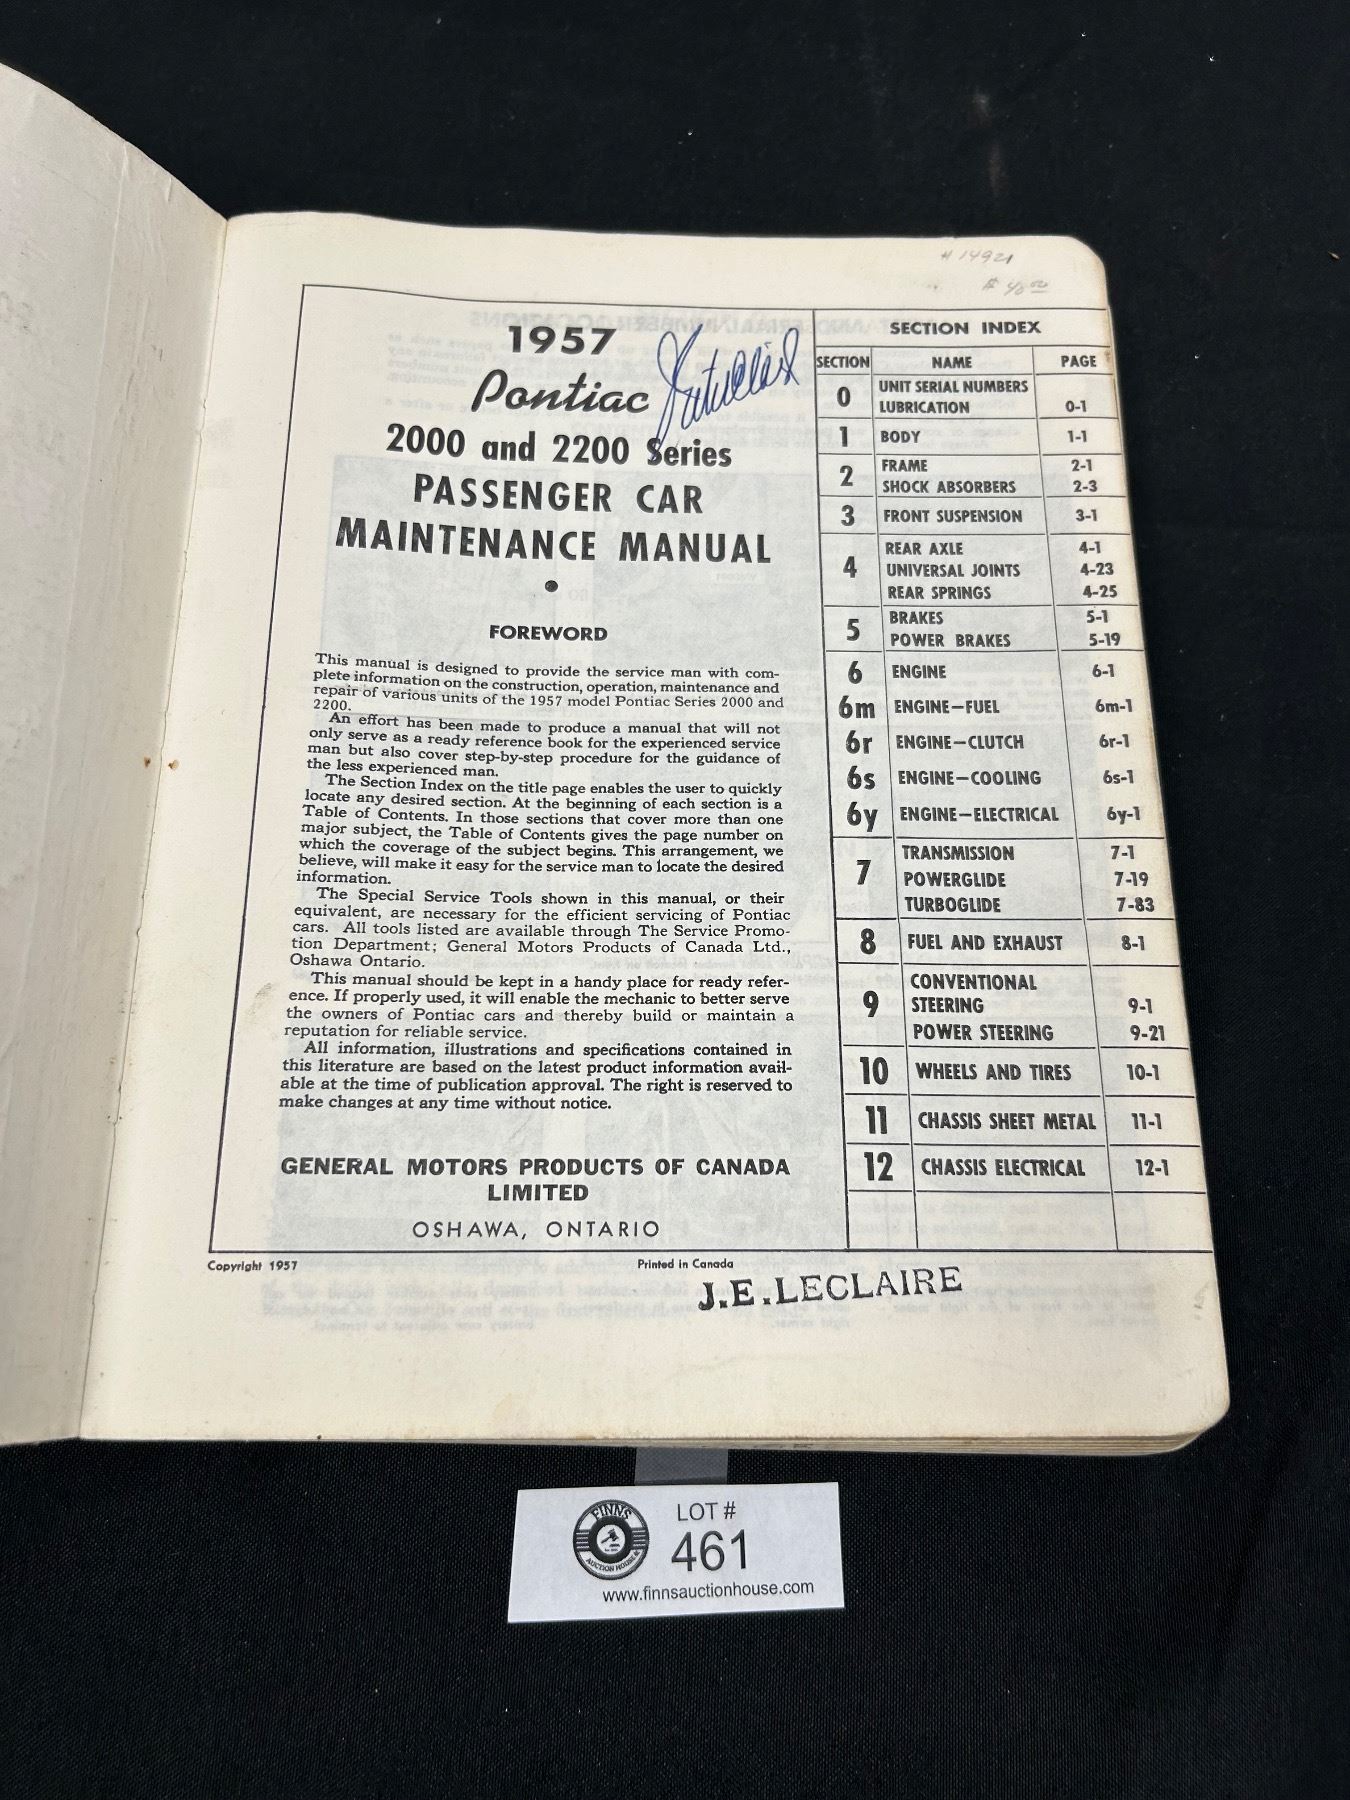 # 14921
$ 40.00
1957
Pontiac
2000 and 2200 Series
PASSENGER CAR
MAINTENANCE MANUAL
•
FOREWORD
This manual is designed to provide the service man with com-
plete information on the construction, operation, maintenance and
repair of various units of the 1957 model Pontiac Series 2000 and
2200.
An effort has been made to produce a manual that will not
only serve as a ready reference book for the experienced service
man but also cover step-by-step procedure for the guidance of
the less experienced man.
The Section Index on the title page enables the user to quickly
locate any desired section. At the beginning of each section is a
Table of Contents. In those sections that cover more than one
major subject, the Table of Contents gives the page number on
which the coverage of the subject begins. This arrangement, we
believe, will make it easy for the service man to locate the desired
information.
The Special Service Tools shown in this manual, or their
equivalent, are necessary for the efficient servicing of Pontiac
cars. All tools listed are available through The Service Promo-
tion Department; General Motors Products of Canada Ltd.,
Oshawa Ontario.
This manual should be kept in a handy place for ready refer-
ence. If properly used, it will enable the mechanic to better serve
the owners of Pontiac cars and thereby build or maintain a
reputation for reliable service.
All information, illustrations and specifications contained in
this literature are based on the latest product information avail-
able at the time of publication approval. The right is reserved to
make changes at any time without notice.
GENERAL MOTORS PRODUCTS OF CANADA
LIMITED
OSHAWA, ONTARIO
SECTION INDEX
SECTION NAME PAGE
0 UNIT SERIAL NUMBERS
LUBRICATION 0-1
1 BODY 1-1
2 FRAME 2-1
SHOCK ABSORBERS 2-3
3 FRONT SUSPENSION 3-1
4 REAR AXLE 4-1
UNIVERSAL JOINTS 4-23
REAR SPRINGS 4-25
5 BRAKES 5-1
POWER BRAKES 5-19
6 ENGINE 6-1
6m ENGINE—FUEL 6m-1
6r ENGINE—CLUTCH 6r-1
6s ENGINE—COOLING 6s-1
6y ENGINE—ELECTRICAL 6y-1
7 TRANSMISSION 7-1
POWERGLIDE 7-19
TURBOGLIDE 7-83
8 FUEL AND EXHAUST 8-1
9 CONVENTIONAL
STEERING 9-1
POWER STEERING 9-21
10 WHEELS AND TIRES 10-1
11 CHASSIS SHEET METAL 11-1
12 CHASSIS ELECTRICAL 12-1
Copyright 1957
Printed in Canada
J.E.LECLAIRE
FINNS
AUCTION HOUSE
LOT #
461
www.finnsauctionhouse.com